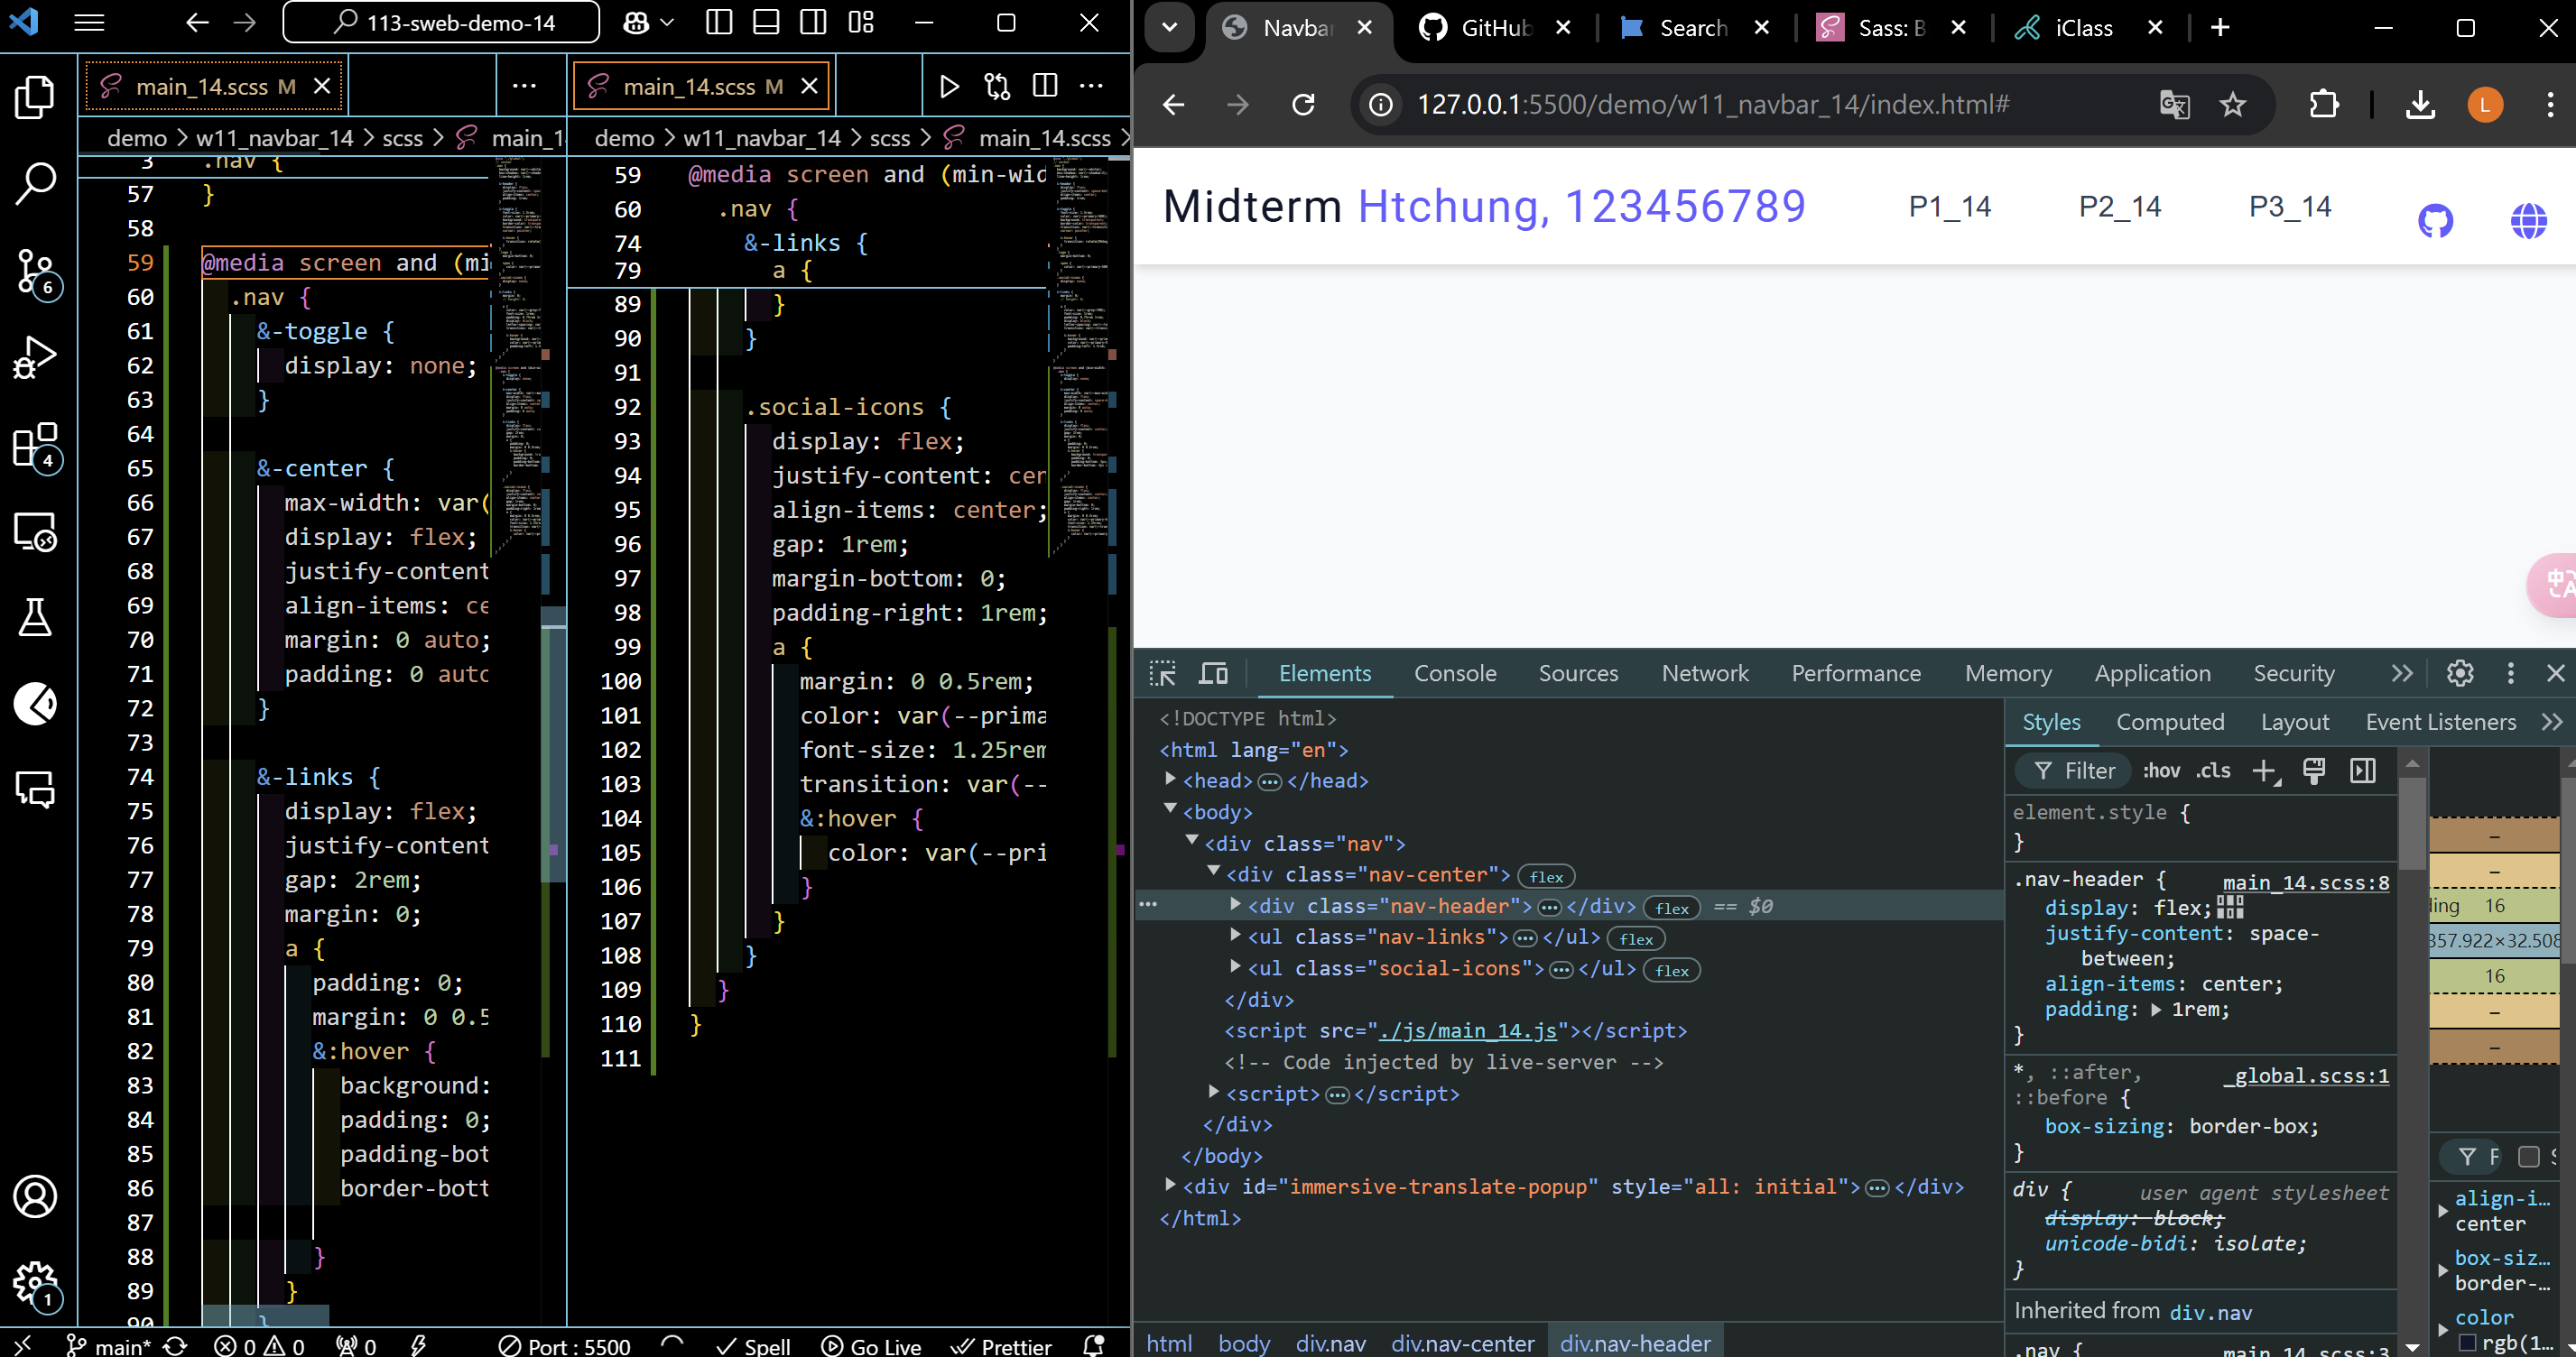 113-sweb-demo-14
main_14.scss M
demo > w11_navbar_14 > scss > main_1
3 .nav {
57 }
58
59 @media screen and (mi
60 .nav {
61 &-toggle {
62 display: none;
63 }
64
65 &-center {
66 max-width: var(
67 display: flex;
68 justify-content
69 align-items: ce
70 margin: 0 auto;
71 padding: 0 auto
72 }
73
74 &-links {
75 display: flex;
76 justify-content
77 gap: 2rem;
78 margin: 0;
79 a {
80 padding: 0;
81 margin: 0 0.5
82 &:hover {
83 background:
84 padding: 0;
85 padding-bot
86 border-bott
87
88 }
89 }
90 }
main_14.scss M
demo > w11_navbar_14 > scss > main_14.scss >
59 @media screen and (min-wid
60 .nav {
74 &-links {
79 a {
89 }
90 }
91
92 .social-icons {
93 display: flex;
94 justify-content: cen
95 align-items: center;
96 gap: 1rem;
97 margin-bottom: 0;
98 padding-right: 1rem;
99 a {
100 margin: 0 0.5rem;
101 color: var(--prima
102 font-size: 1.25rem
103 transition: var(--
104 &:hover {
105 color: var(--pri
106 }
107 }
108 }
109 }
110 }
111
6
4
1
main* 0 0 0 Port : 5500 Spell Go Live Prettier
Navbar GitHub Search Sass: B iClass
127.0.0.1:5500/demo/w11_navbar_14/index.html# L
Midterm Htchung, 123456789 P1_14 P2_14 P3_14
中
Elements Console Sources Network Performance Memory Application Security
<!DOCTYPE html>
<html lang="en">
<head>…</head>
<body>
<div class="nav">
<div class="nav-center"> flex
<div class="nav-header">…</div> flex == $0
<ul class="nav-links">…</ul> flex
<ul class="social-icons">…</ul> flex
</div>
<script src="./js/main_14.js"></script>
<!-- Code injected by live-server -->
<script>…</script>
</div>
</body>
<div id="immersive-translate-popup" style="all: initial">…</div>
</html>
html body div.nav div.nav-center div.nav-header
Styles Computed Layout Event Listeners
Filter :hov .cls
element.style {
}
.nav-header { main_14.scss:8
display: flex;
justify-content: space-
between;
align-items: center;
padding: 1rem;
}
*, ::after, _global.scss:1
::before {
box-sizing: border-box;
}
div { user agent stylesheet
display: block;
unicode-bidi: isolate;
}
Inherited from div.nav
.nav { main_14.scss:3
–
–
ding 16
357.922×32.508
16
–
–
align-i...
center
box-siz...
border-...
color
rgb(1...